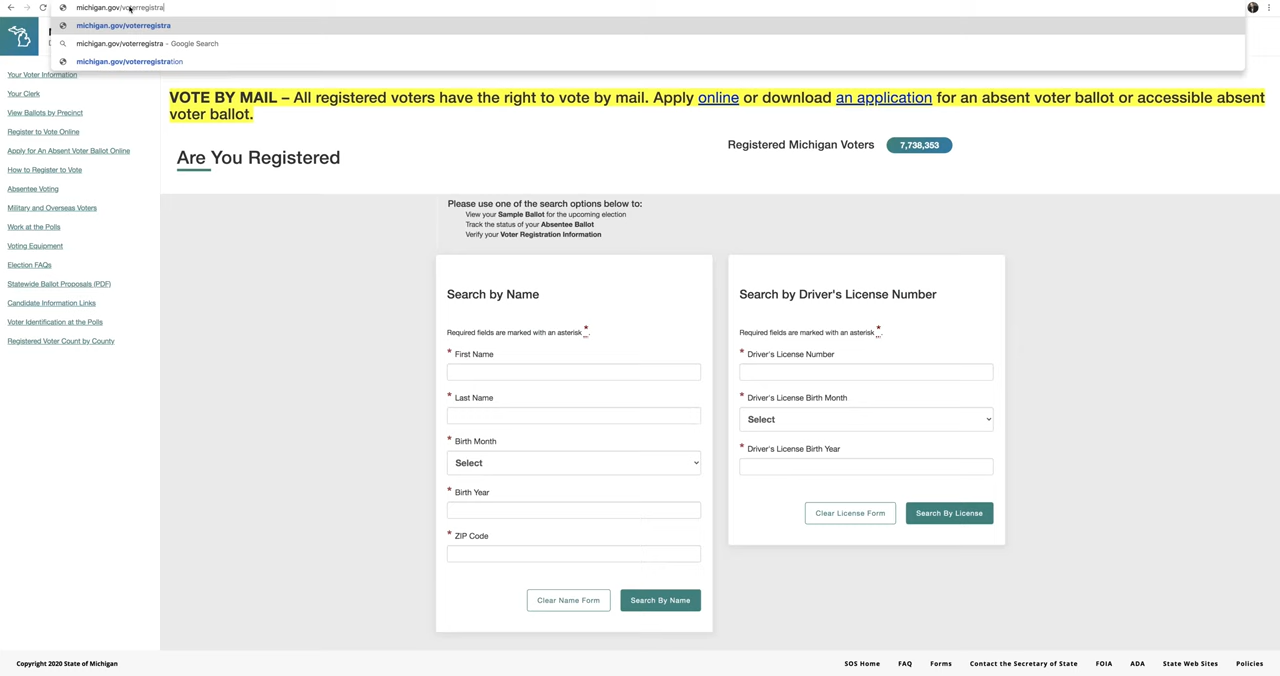 michigan.gov/voterregistra
michigan.gov/voterregistra
michigan.gov/voterregistra - Google Search
michigan.gov/voterregistration
Your Voter Information
Your Clerk
View Ballots by Precinct
Register to Vote Online
Apply for An Absent Voter Ballot Online
How to Register to Vote
Absentee Voting
Military and Overseas Voters
Work at the Polls
Voting Equipment
Election FAQs
Statewide Ballot Proposals (PDF)
Candidate Information Links
Voter Identification at the Polls
Registered Voter Count by County
VOTE BY MAIL – All registered voters have the right to vote by mail. Apply online or download an application for an absent voter ballot or accessible absent
voter ballot.
Are You Registered
Registered Michigan Voters 7,738,353
Please use one of the search options below to:
View your Sample Ballot for the upcoming election
Track the status of your Absentee Ballot
Verify your Voter Registration Information
Search by Name
Required fields are marked with an asterisk *.
* First Name
* Last Name
* Birth Month
Select
* Birth Year
* ZIP Code
Clear Name Form Search By Name
Search by Driver's License Number
Required fields are marked with an asterisk *.
* Driver's License Number
* Driver's License Birth Month
Select
* Driver's License Birth Year
Clear License Form Search By License
Copyright 2020 State of Michigan
SOS Home FAQ Forms Contact the Secretary of State FOIA ADA State Web Sites Policies